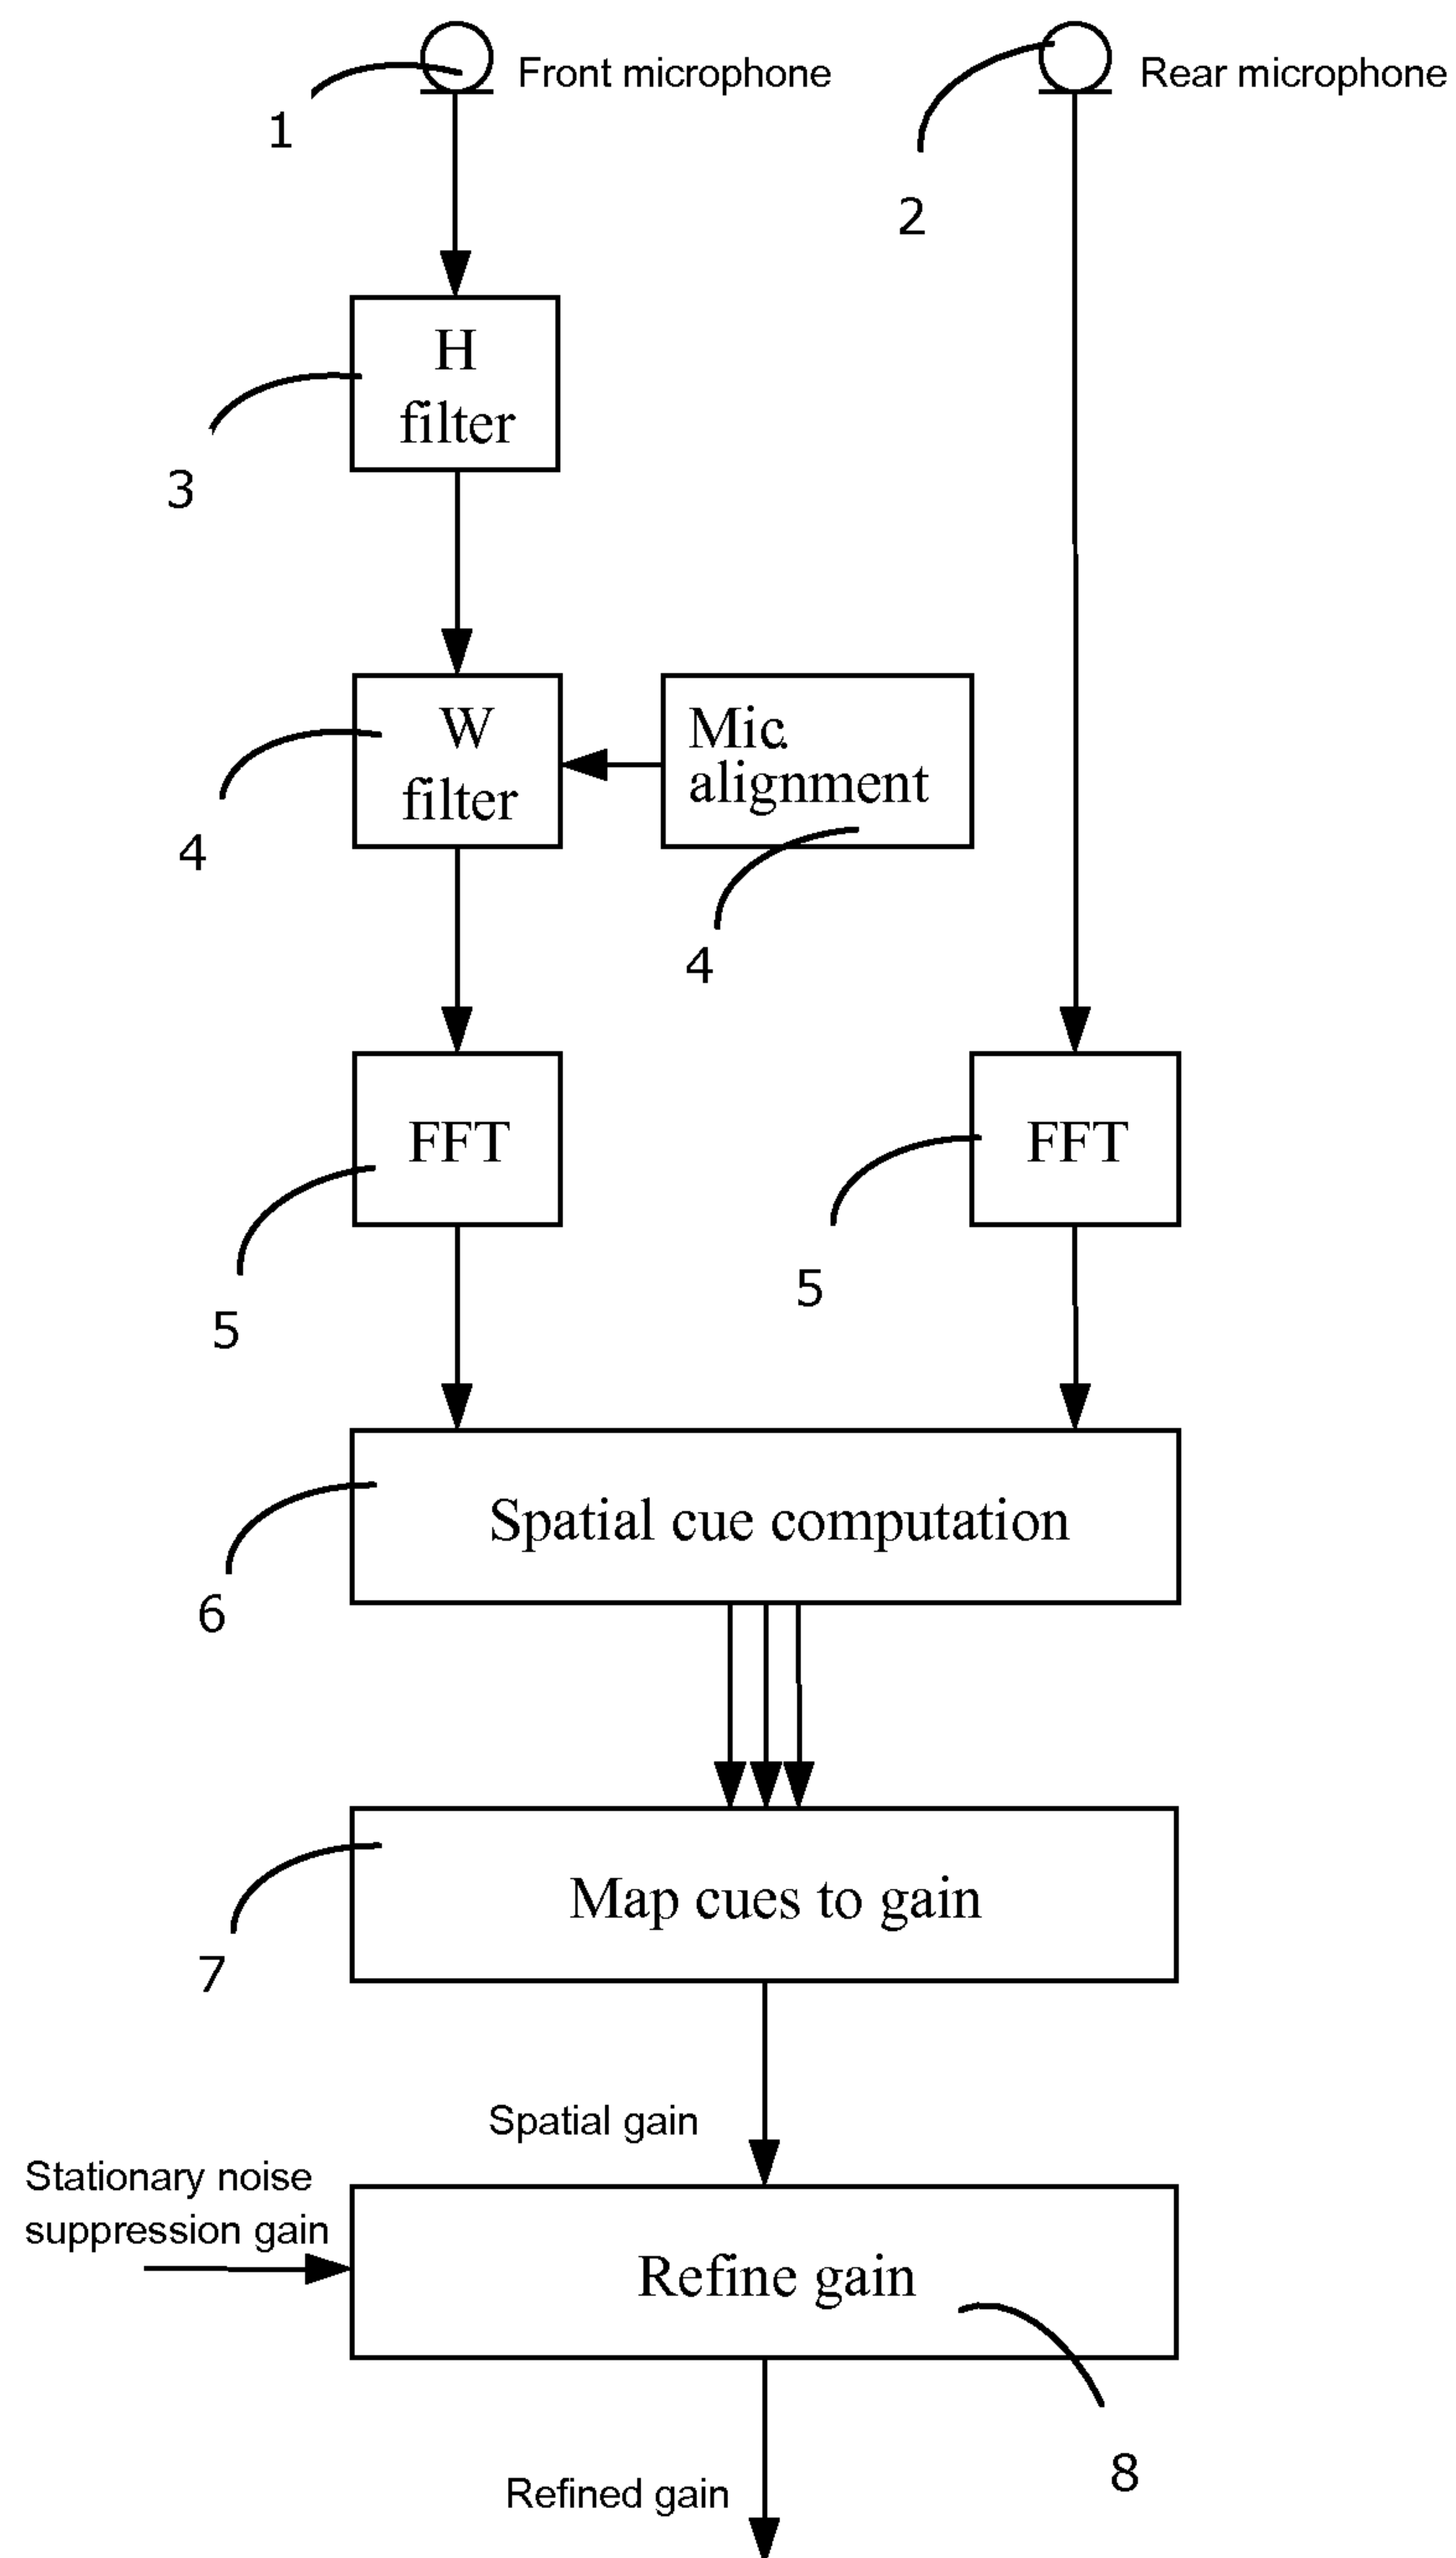 Front microphone
Rear microphone
1
2
H
filter
3
W
filter
Mic.
alignment
4
4
FFT
FFT
5
5
Spatial cue computation
6
Map cues to gain
7
Spatial gain
Stationary noise
suppression gain
Refine gain
8
Refined gain